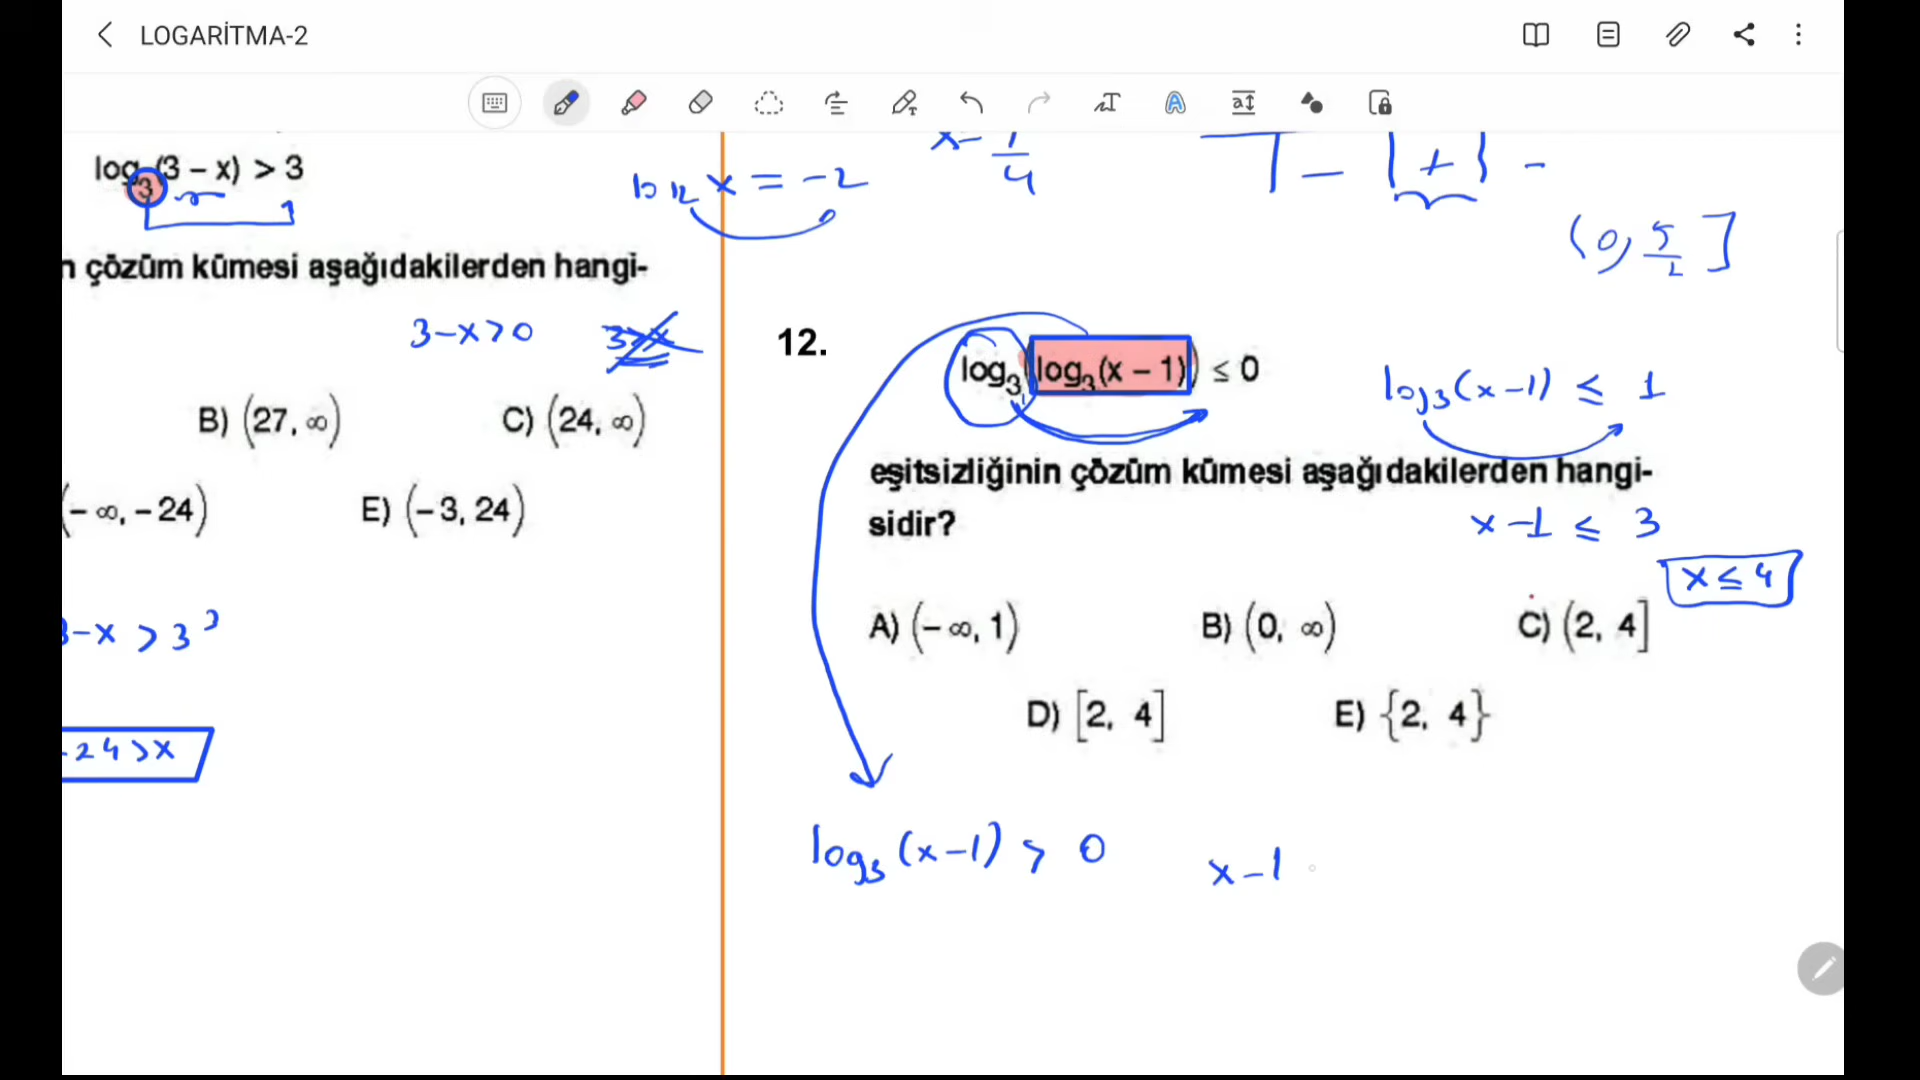 LOGARİTMA-2
log₃(3 – x) > 3
n çözüm kümesi aşağıdakilerden hangi-
3-x>0
B) (27, ∞) C) (24, ∞)
(– ∞, – 24) E) (– 3, 24)
3-x > 3³
-24>x
x = -2
x- 1/4
- + -
(0, 5/2]
12. log₃(log₃(x – 1)) ≤ 0
log₃(x-1) ≤ 1
eşitsizliğinin çözüm kümesi aşağıdakilerden hangi-
sidir?
x-1 ≤ 3
x ≤ 4
A) (– ∞, 1) B) (0, ∞) C) (2, 4]
D) [2, 4] E) {2, 4}
log₃(x-1) > 0 x-1